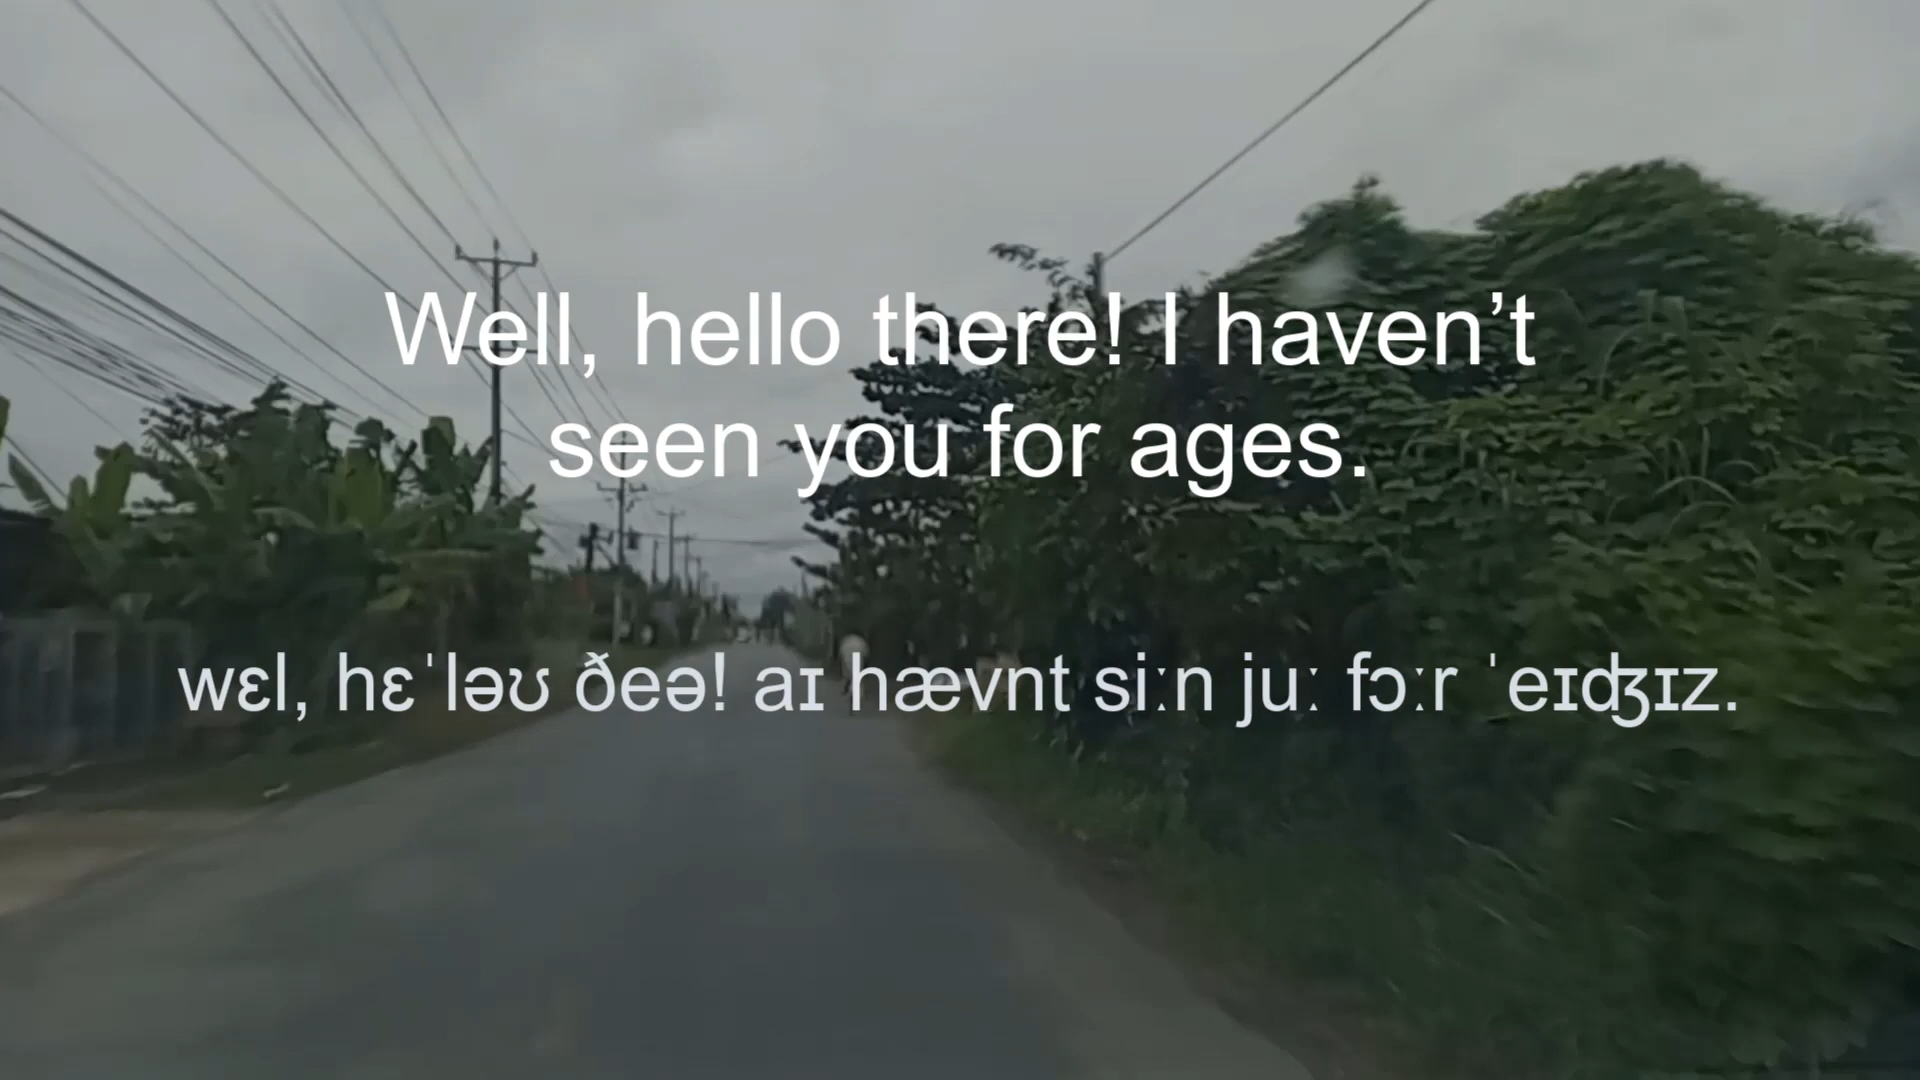 Well, hello there! I haven’t
seen you for ages.
wɛl, hɛˈləʊ ðeə! aɪ hævnt siːn juː fɔːr ˈeɪʤɪz.